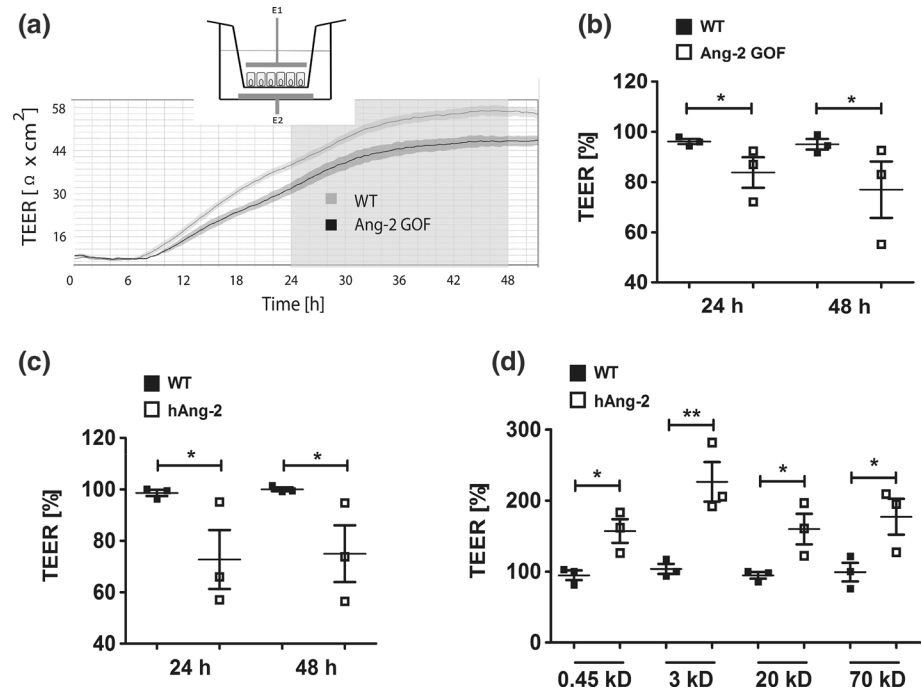 (a)
E1
E2
TEER [ Ω x cm² ]
58
44
30
16
WT
Ang-2 GOF
0 6 12 18 24 30 36 42 48
Time [h]
(b)
WT
Ang-2 GOF
TEER [%]
120
100
80
60
40
* *
24 h 48 h
(c)
WT
hAng-2
TEER [%]
120
100
80
60
40
* *
24 h 48 h
(d)
WT
hAng-2
TEER [%]
300
200
100
0
* ** * *
0.45 kD 3 kD 20 kD 70 kD